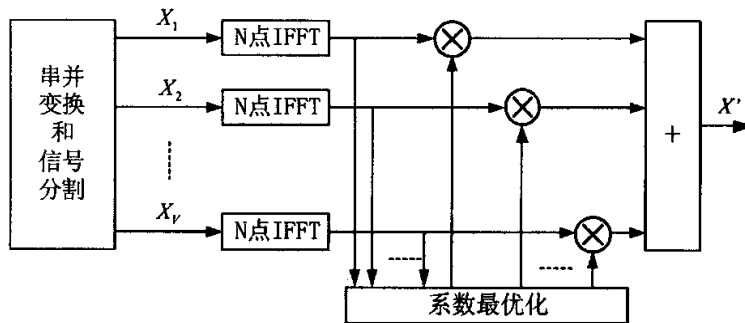 串并
变换
和
信号
分割
X₁
N点IFFT
X₂
N点IFFT
X_V
N点IFFT
+
X'
系数最优化